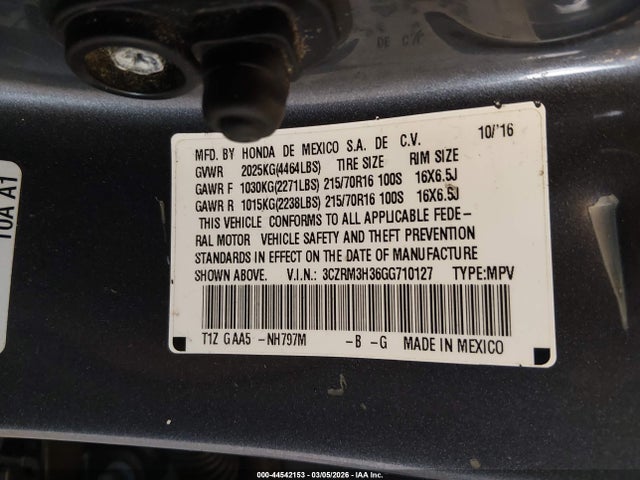 DE C.V.
MFD. BY HONDA DE MEXICO S.A. DE C.V. 10/'16
GVWR 2025KG(4464LBS) TIRE SIZE RIM SIZE
GAWR F 1030KG(2271LBS) 215/70R16 100S 16X6.5J
GAWR R 1015KG(2238LBS) 215/70R16 100S 16X6.5J
THIS VEHICLE CONFORMS TO ALL APPLICABLE FEDE-
RAL MOTOR VEHICLE SAFETY AND THEFT PREVENTION
STANDARDS IN EFFECT ON THE DATE OF MANUFACTURE
SHOWN ABOVE. V.I.N.: 3CZRM3H36GG710127 TYPE:MPV
T1Z GAA5 -NH797M -B -G MADE IN MEXICO
10A A1
000-44542153 - 03/05/2026 - IAA Inc.